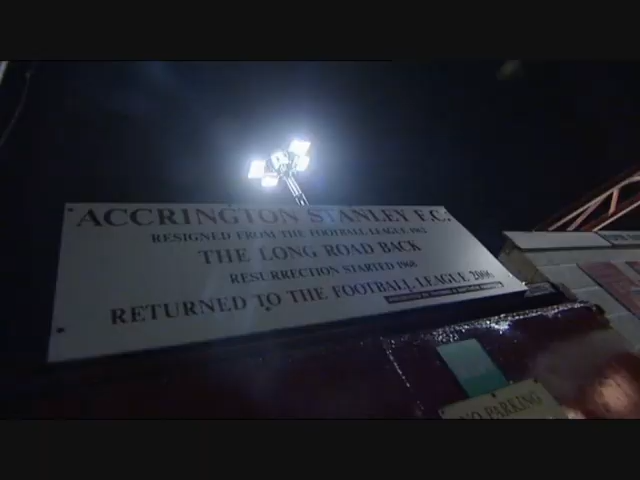 ACCRINGTON STANLEY F.C.
RESIGNED FROM THE FOOTBALL LEAGUE 1962
THE LONG ROAD BACK
RESURRECTION STARTED 1968
RETURNED TO THE FOOTBALL LEAGUE 2006
NO PARKING